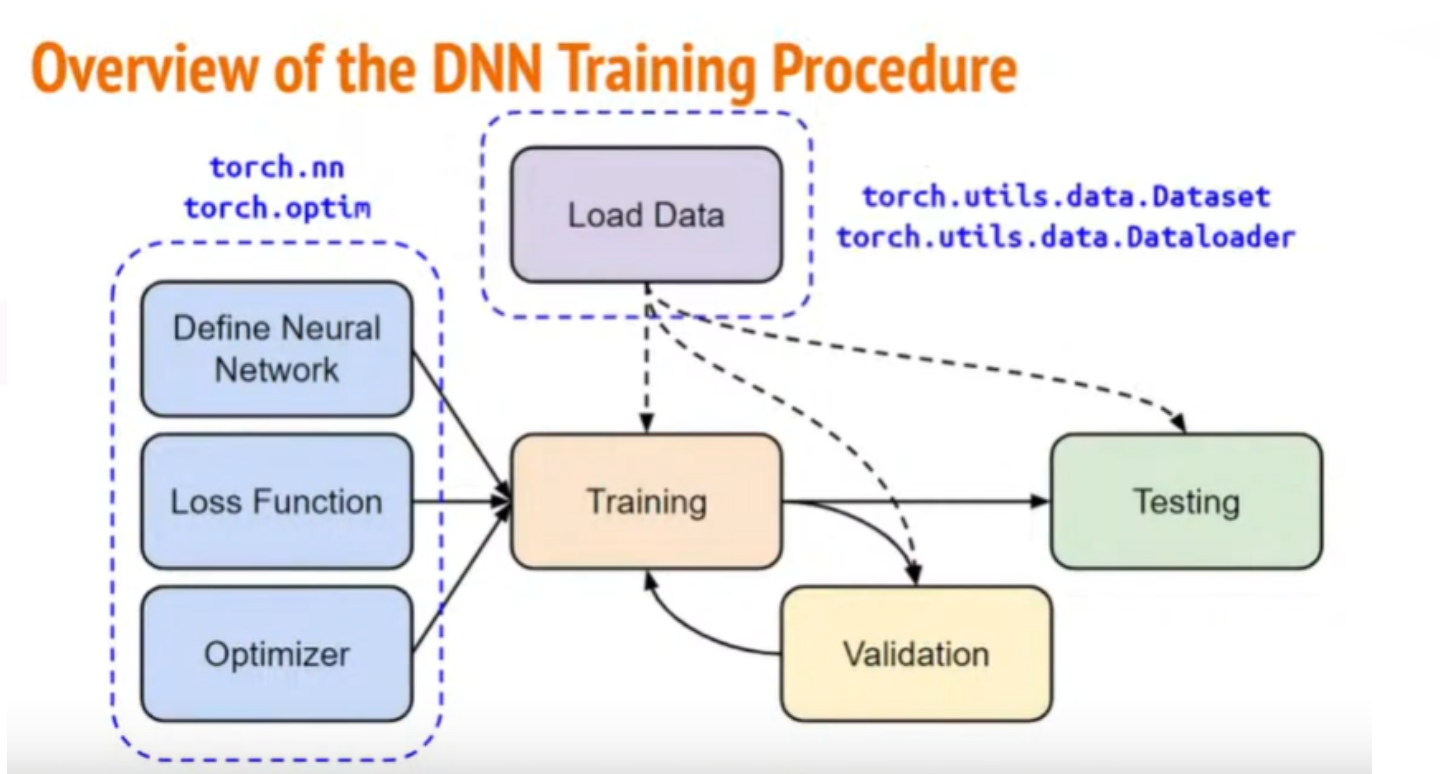 Overview of the DNN Training Procedure
torch.nn
torch.optim
Load Data
torch.utils.data.Dataset
torch.utils.data.Dataloader
Define Neural
Network
Loss Function
Optimizer
Training
Testing
Validation